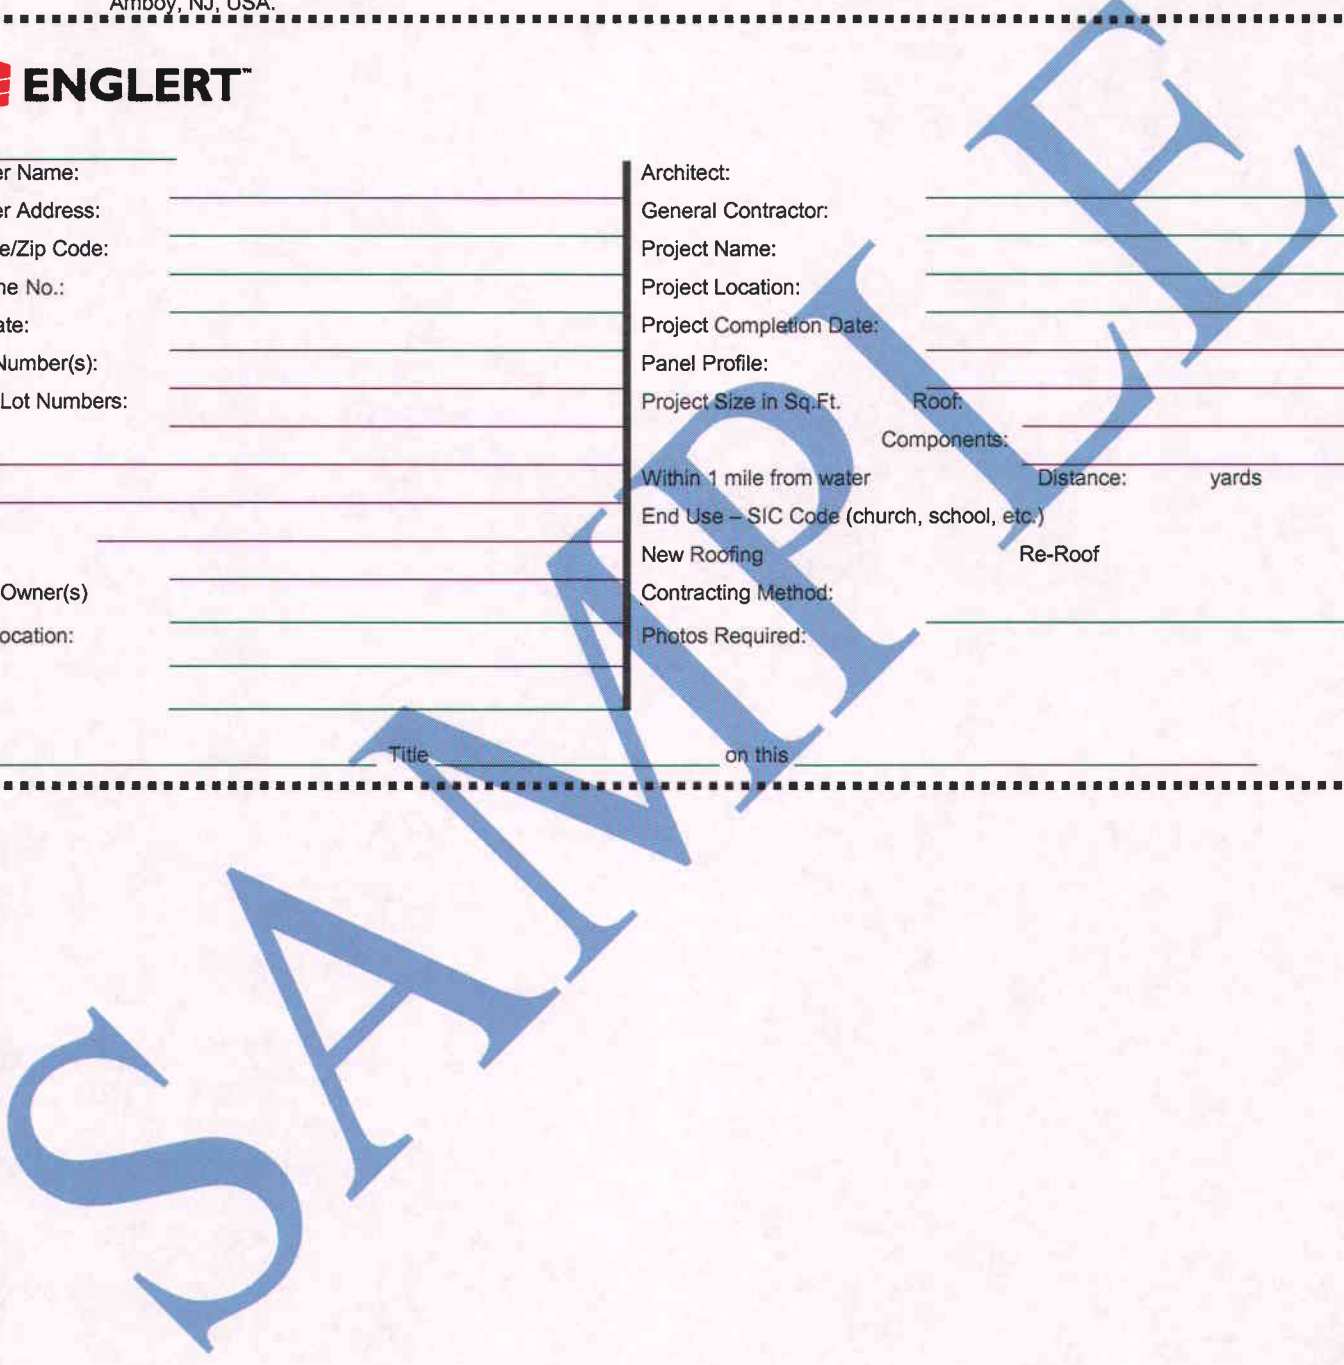 Amboy, NJ, USA.
ENGLERT™
er Name:
er Address:
e/Zip Code:
ne No.:
ate:
Number(s):
Lot Numbers:
Owner(s)
ocation:
Architect:
General Contractor:
Project Name:
Project Location:
Project Completion Date:
Panel Profile:
Project Size in Sq.Ft. Roof:
Components:
Within 1 mile from water Distance: yards
End Use – SIC Code (church, school, etc.)
New Roofing Re-Roof
Contracting Method:
Photos Required:
Title on this
SAMPLE